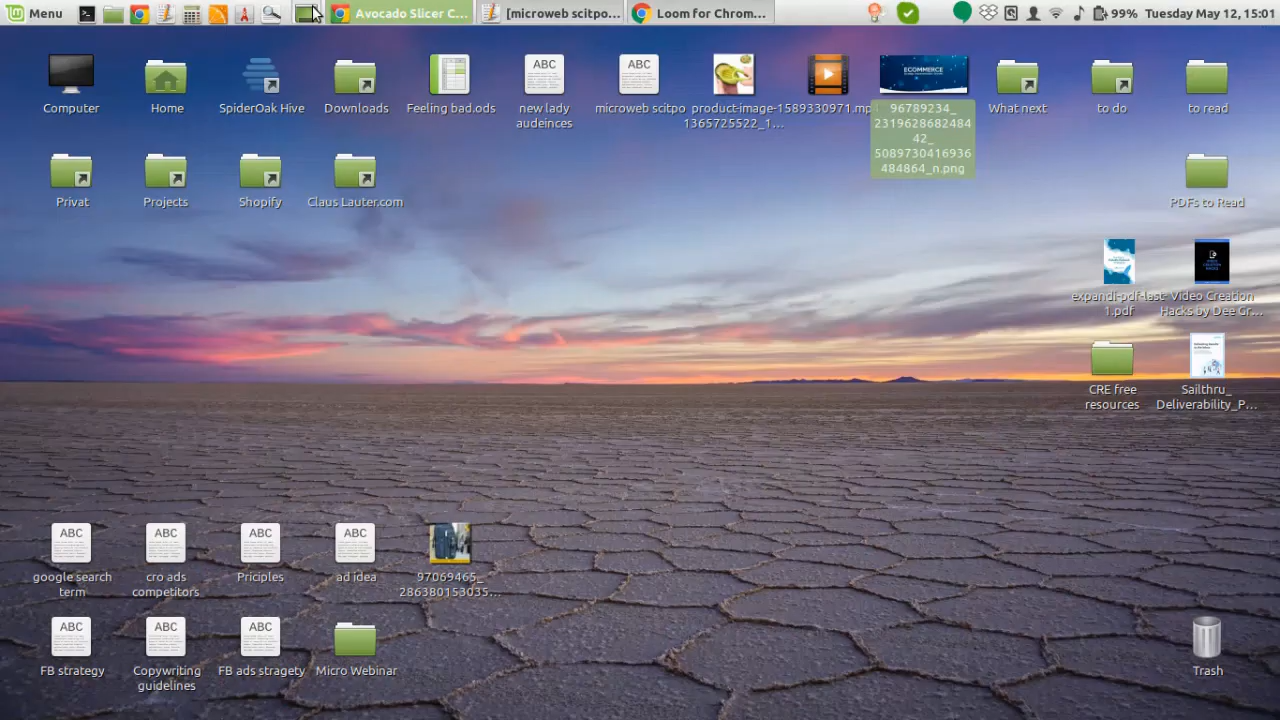 Menu
Avocado Slicer C...
[microweb scitpo...
Loom for Chrom...
99%
Tuesday May 12, 15:01
Computer
Home
SpiderOak Hive
Downloads
Feeling bad.ods
ABC
new lady
audeinces
ABC
microweb scitpo
product-image-
1365725522_1...
1589330971.mp4
ECOMMERCE
96789234_
2319628682484
42_
5089730416936
484864_n.png
What next
to do
to read
Privat
Projects
Shopify
Claus Lauter.com
PDFs to Read
expandi-pdf-last-
1.pdf
Video Creation
Hacks by Dee Gr...
CRE free
resources
Sailthru_
Deliverability_P...
ABC
google search
term
ABC
cro ads
competitors
ABC
Priciples
ABC
ad idea
97069465_
286380153035...
ABC
FB strategy
ABC
Copywriting
guidelines
ABC
FB ads stragety
Micro Webinar
Trash